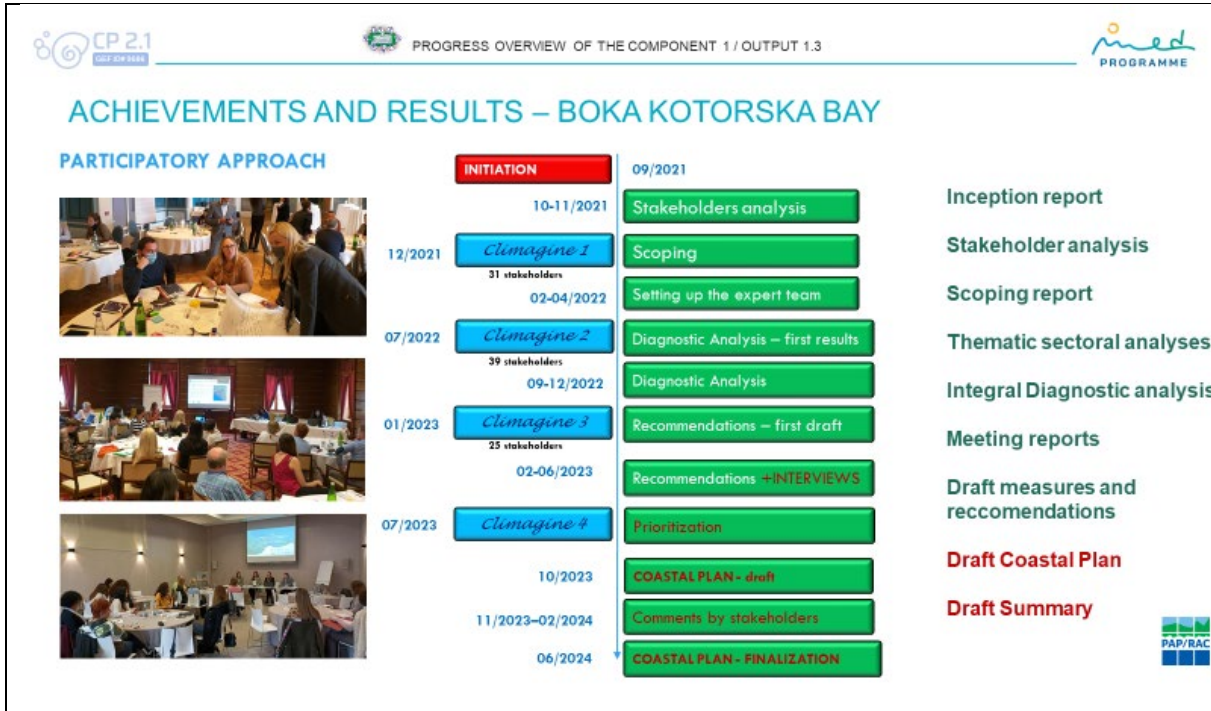 CP 2.1
GEF ID# 9686
PROGRESS OVERVIEW OF THE COMPONENT 1 / OUTPUT 1.3
med
PROGRAMME
ACHIEVEMENTS AND RESULTS – BOKA KOTORSKA BAY
PARTICIPATORY APPROACH
INITIATION
09/2021
10-11/2021
Stakeholders analysis
12/2021
Climagine 1
Scoping
31 stakeholders
02-04/2022
Setting up the expert team
07/2022
Climagine 2
Diagnostic Analysis – first results
39 stakeholders
09-12/2022
Diagnostic Analysis
01/2023
Climagine 3
Recommendations – first draft
25 stakeholders
02-06/2023
Recommendations +INTERVIEWS
07/2023
Climagine 4
Prioritization
10/2023
COASTAL PLAN - draft
11/2023–02/2024
Comments by stakeholders
06/2024
COASTAL PLAN - FINALIZATION
Inception report
Stakeholder analysis
Scoping report
Thematic sectoral analyses
Integral Diagnostic analysis
Meeting reports
Draft measures and
reccomendations
Draft Coastal Plan
Draft Summary
PAP/RAC